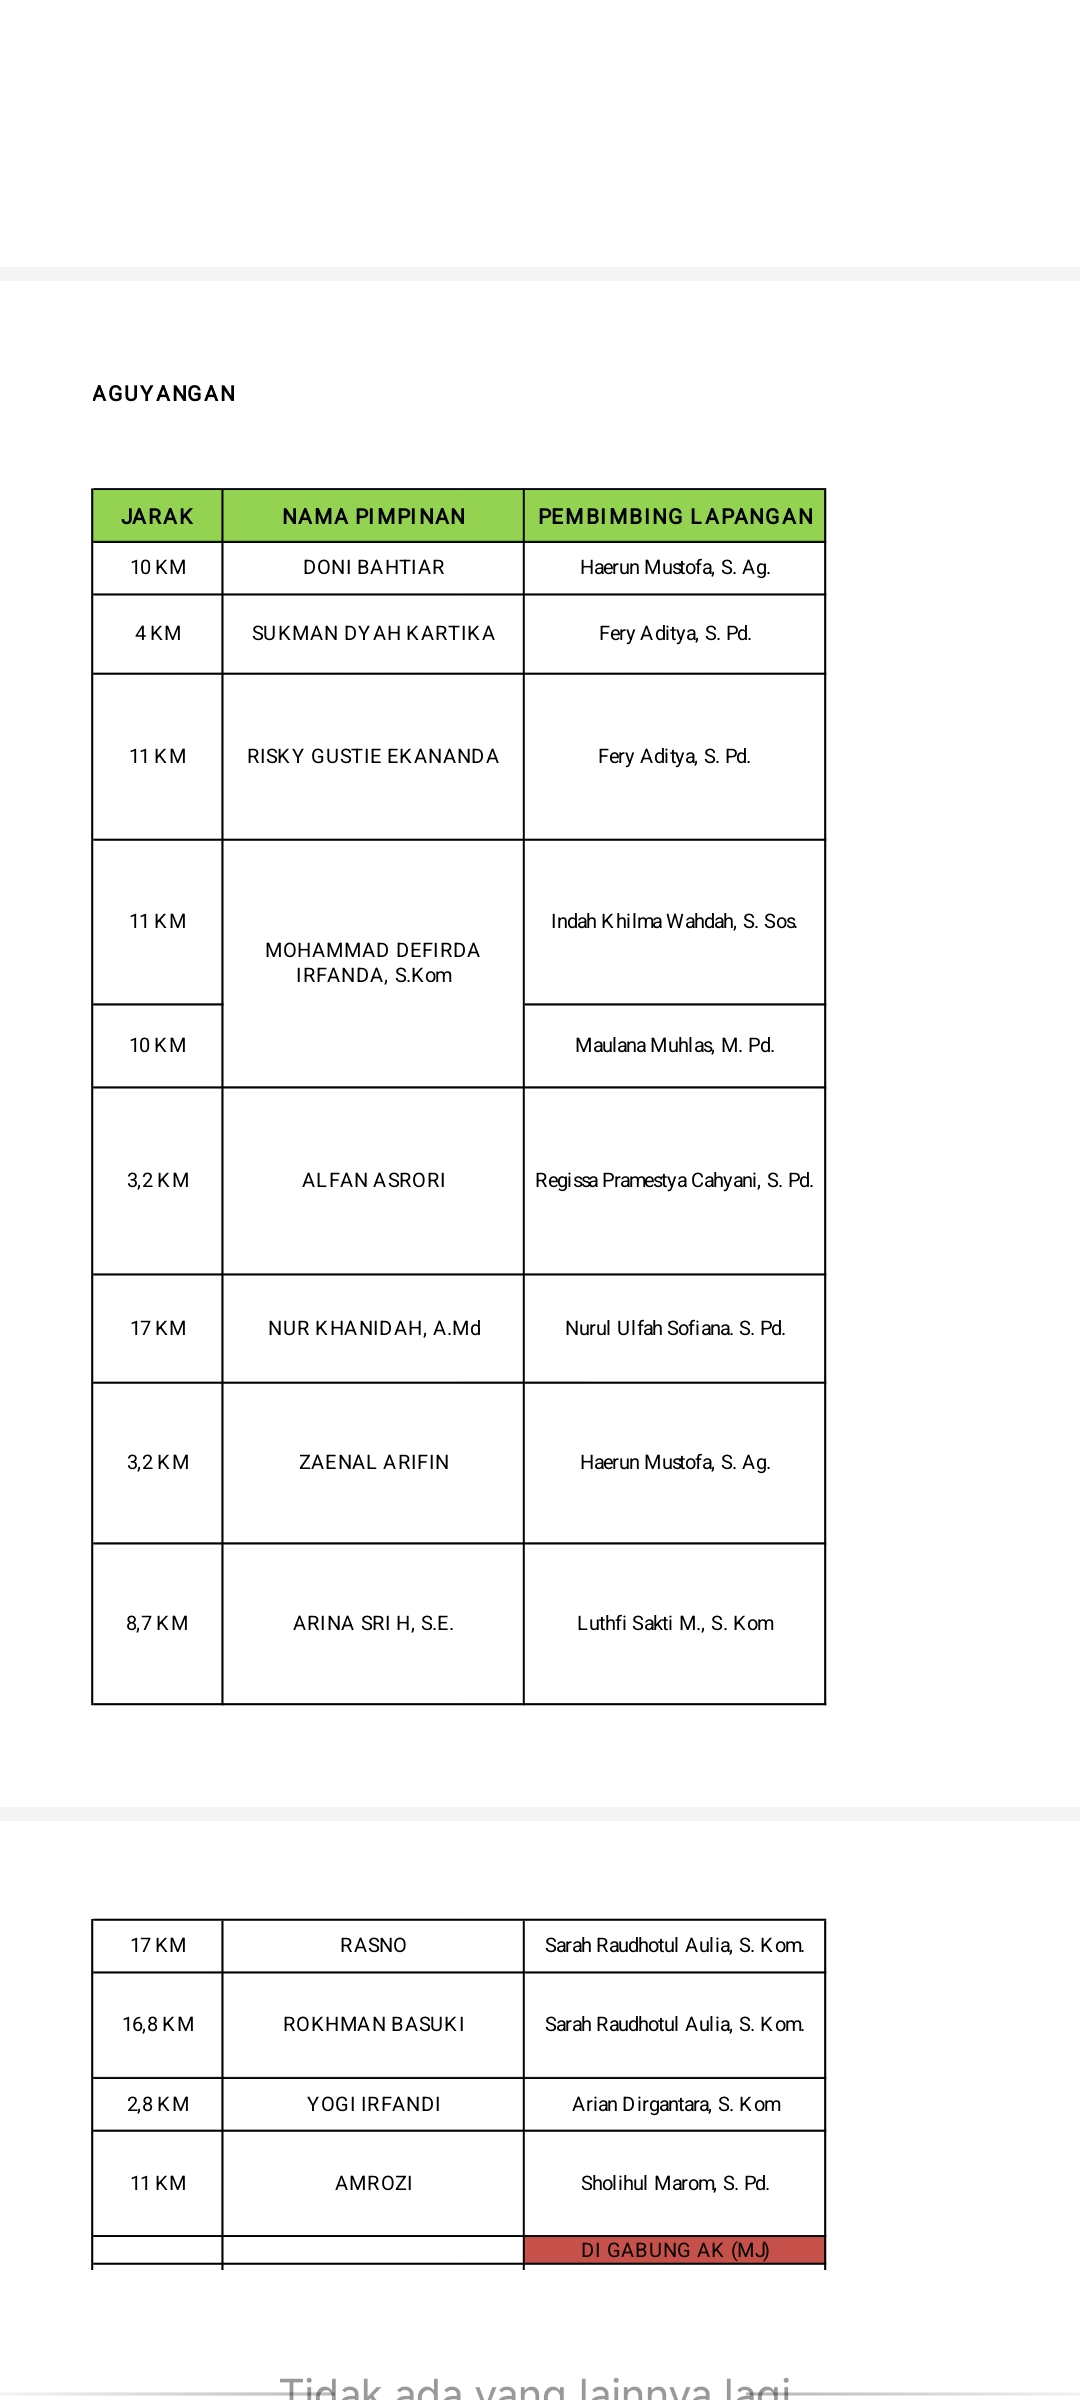 AGUYANGAN
JARAK NAMA PIMPINAN PEMBIMBING LAPANGAN
10 KM DONI BAHTIAR Haerun Mustofa, S. Ag.
4 KM SUKMAN DYAH KARTIKA Fery Aditya, S. Pd.
11 KM RISKY GUSTIE EKANANDA Fery Aditya, S. Pd.
11 KM Indah Khilma Wahdah, S. Sos.
MOHAMMAD DEFIRDA
IRFANDA, S.Kom
10 KM Maulana Muhlas, M. Pd.
3,2 KM ALFAN ASRORI Regissa Pramestya Cahyani, S. Pd.
17 KM NUR KHANIDAH, A.Md Nurul Ulfah Sofiana. S. Pd.
3,2 KM ZAENAL ARIFIN Haerun Mustofa, S. Ag.
8,7 KM ARINA SRI H, S.E. Luthfi Sakti M., S. Kom
17 KM RASNO Sarah Raudhotul Aulia, S. Kom.
16,8 KM ROKHMAN BASUKI Sarah Raudhotul Aulia, S. Kom.
2,8 KM YOGI IRFANDI Arian Dirgantara, S. Kom
11 KM AMROZI Sholihul Marom, S. Pd.
DI GABUNG AK (MJ)
Tidak ada yang lainnya lagi